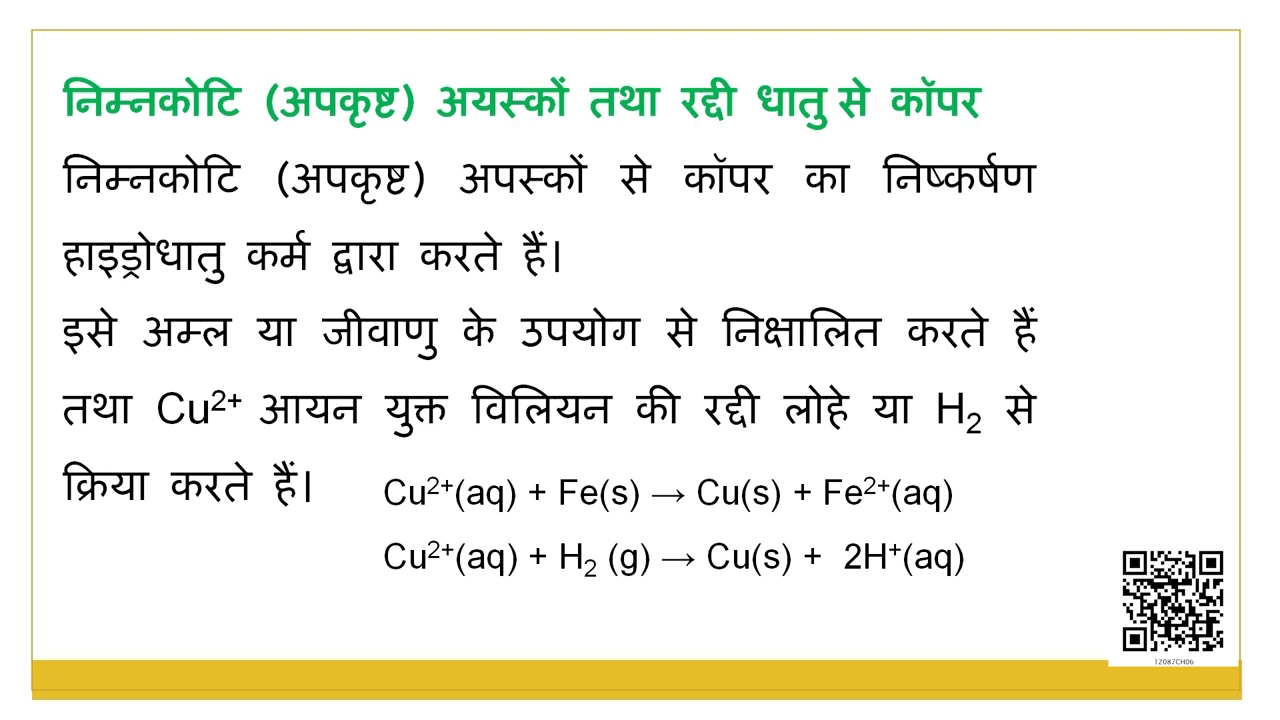 निम्नकोटि (अपकृष्ट) अयस्कों तथा रद्दी धातु से कॉपर
निम्नकोटि (अपकृष्ट) अपस्कों से कॉपर का निष्कर्षण
हाइड्रोधातु कर्म द्वारा करते हैं।
इसे अम्ल या जीवाणु के उपयोग से निक्षालित करते हैं
तथा Cu²⁺ आयन युक्त विलियन की रद्दी लोहे या H₂ से
क्रिया करते हैं।
Cu²⁺(aq) + Fe(s) → Cu(s) + Fe²⁺(aq)
Cu²⁺(aq) + H₂ (g) → Cu(s) + 2H⁺(aq)
12087CH06